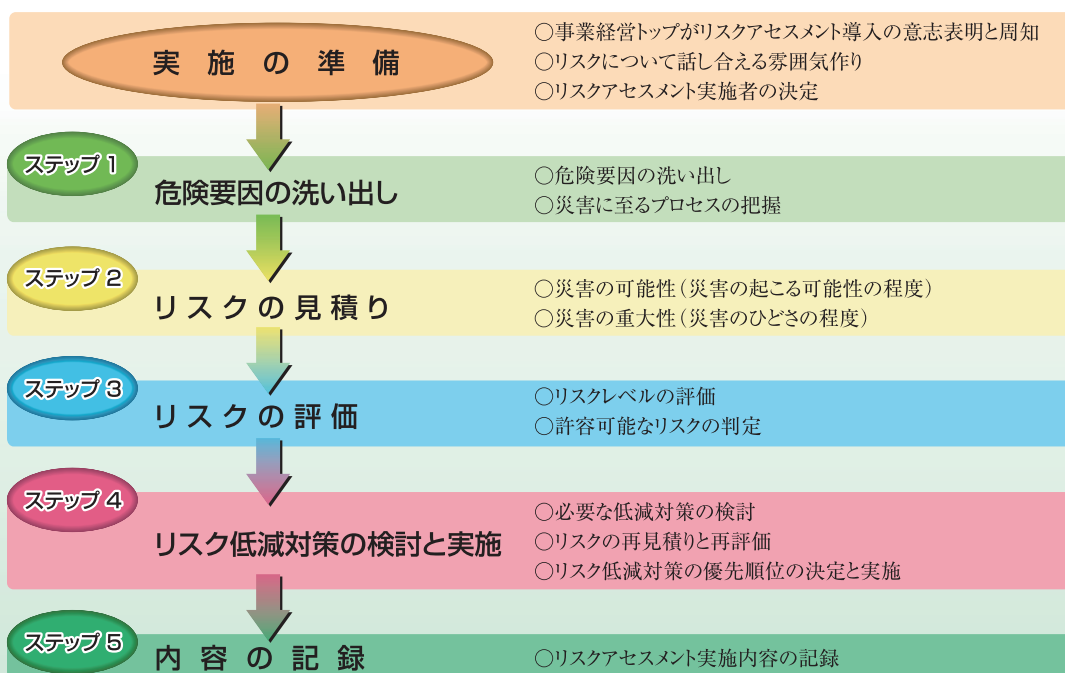 実施の準備
○事業経営トップがリスクアセスメント導入の意志表明と周知
○リスクについて話し合える雰囲気作り
○リスクアセスメント実施者の決定
ステップ1
危険要因の洗い出し
○危険要因の洗い出し
○災害に至るプロセスの把握
ステップ2
リスクの見積り
○災害の可能性（災害の起こる可能性の程度）
○災害の重大性（災害のひどさの程度）
ステップ3
リスクの評価
○リスクレベルの評価
○許容可能なリスクの判定
ステップ4
リスク低減対策の検討と実施
○必要な低減対策の検討
○リスクの再見積りと再評価
○リスク低減対策の優先順位の決定と実施
ステップ5
内容の記録
○リスクアセスメント実施内容の記録